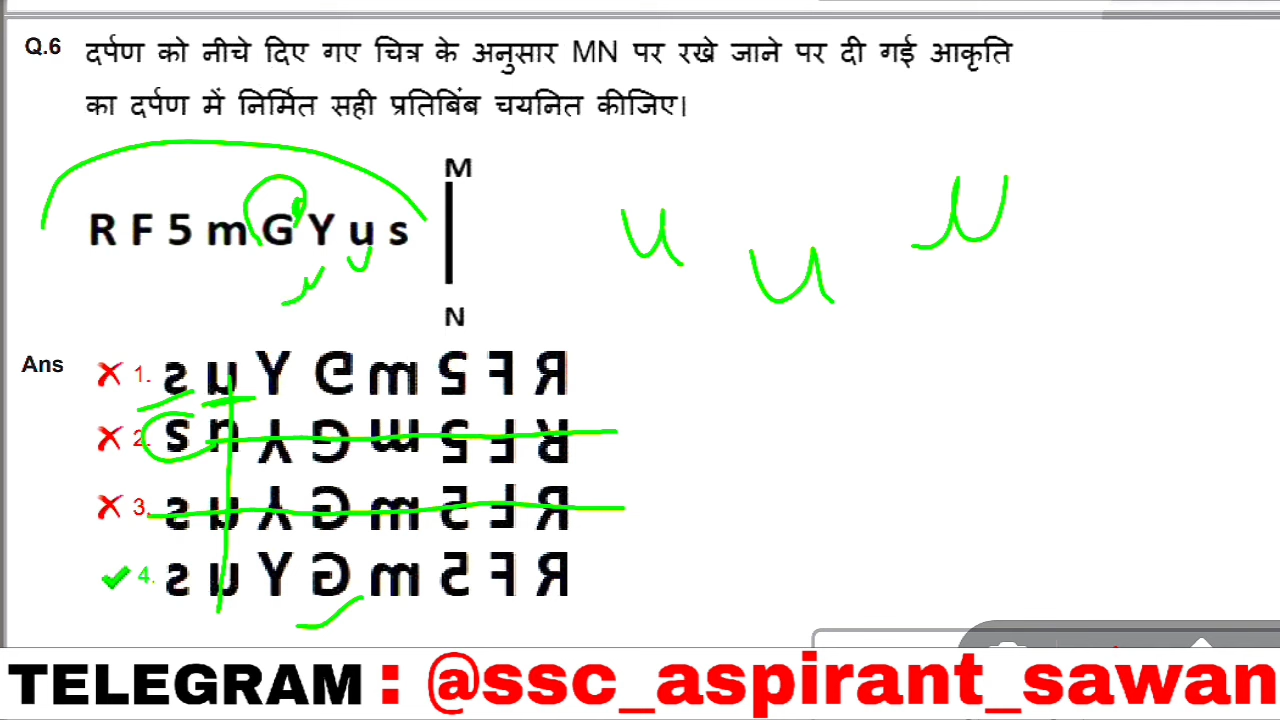 Q.6 दर्पण को नीचे दिए गए चित्र के अनुसार MN पर रखे जाने पर दी गई आकृति
का दर्पण में निर्मित सही प्रतिबिंब चयनित कीजिए।
M
R F 5 m G Y u s
N
Ans
1.
2.
3.
4.
TELEGRAM : @ssc_aspirant_sawan